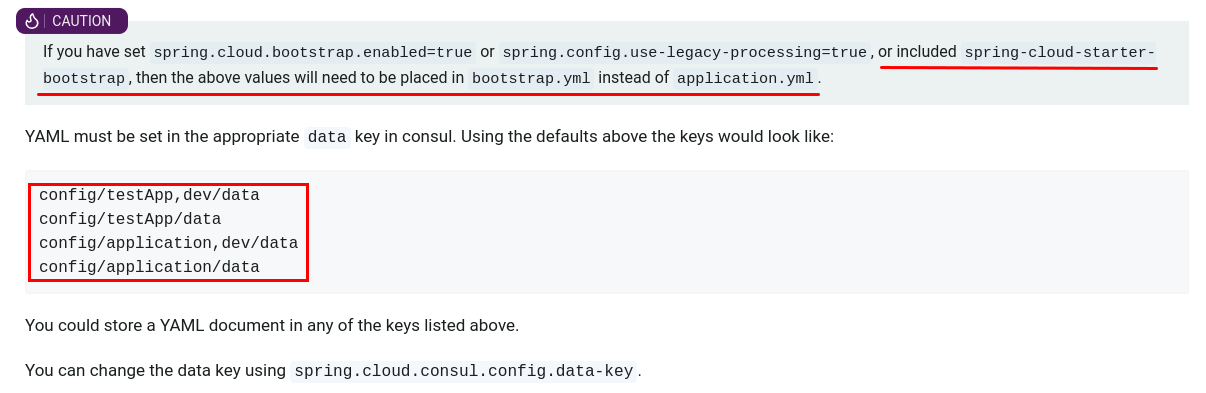 CAUTION
If you have set spring.cloud.bootstrap.enabled=true or spring.config.use-legacy-processing=true, or included spring-cloud-starter-
bootstrap, then the above values will need to be placed in bootstrap.yml instead of application.yml.
YAML must be set in the appropriate data key in consul. Using the defaults above the keys would look like:
config/testApp,dev/data
config/testApp/data
config/application,dev/data
config/application/data
You could store a YAML document in any of the keys listed above.
You can change the data key using spring.cloud.consul.config.data-key.